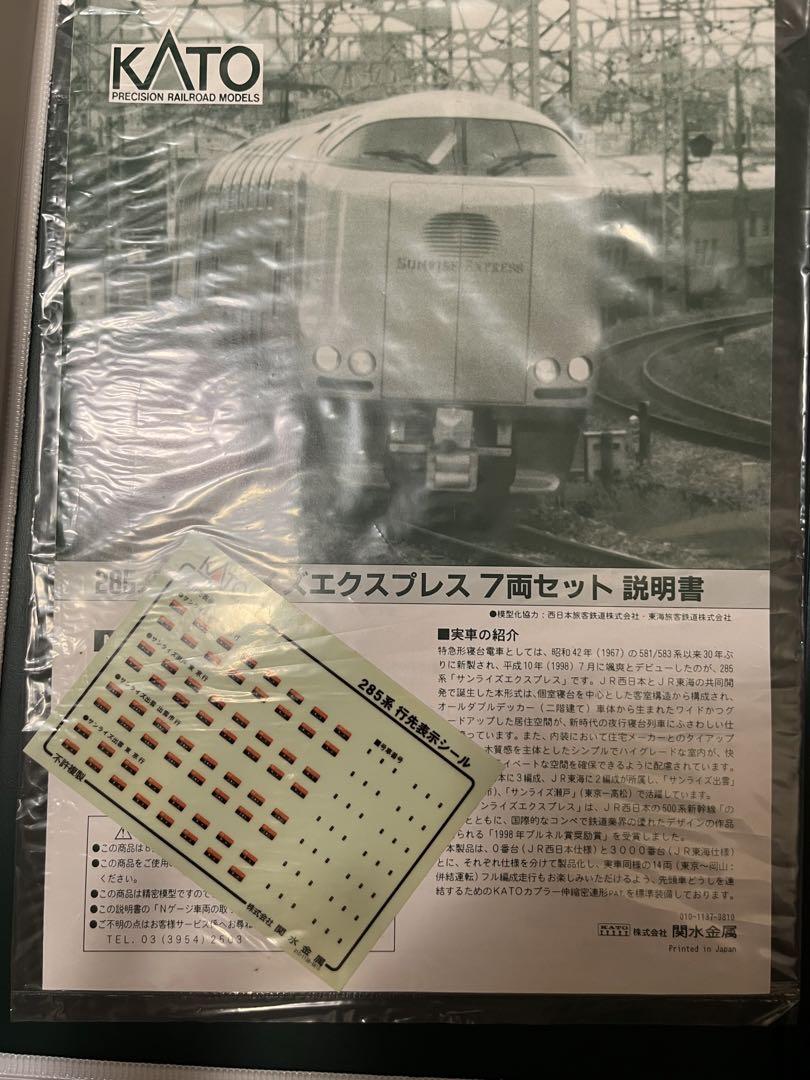 KATO
PRECISION RAILROAD MODELS
SUNRISE EXPRESS
285
ズエクスプレス 7両セット 説明書
●模型化協力:西日本旅客鉄道株式会社・東海旅客鉄道株式会社
■実車の紹介
特急形寝台電車としては、昭和42年(1967)の581/583系以来30年ぶ
りに新製され、平成10年(1998)7月に颯爽とデビューしたのが、285
系「サンライズエクスプレス」です。JR西日本とJR東海の共同開
発で誕生した本形式は、個室寝台を中心とした客室構造から構成され、
オールダブルデッカー(二階建て)車体から生まれたワイドかつグ
ードアップした居住空間が、新時代の夜行寝台列車にふさわしい仕
っています。また、内装において住宅メーカーとのタイアップ
木質感を主体としたシンプルでハイグレードな室内が、快
イベートな空間を確保できるように配慮されています。
本に3編成、JR東海に2編成が所属し、「サンライズ出雲」
市)、「サンライズ瀬戸」(東京ー高松)で活躍しています。
ンライズエクスプレス」は、JR西日本の500系新幹線「の
とともに、国際的なコンペで鉄道業界の優れたデザインの作品
られる「1998年ブルネル賞奨励賞」を受賞しました。
本製品は、0番台(JR西日本仕様)と3000番台(JR東海仕様)
とに、それぞれ仕様を分けて製品化し、実車同様の14両(東京〜岡山:
併結運転)フル編成走行もお楽しみいただけるよう、先頭車どうしを連
結するためのKATOカプラー伸縮密連形PAT.を標準装備しております。
010-1137-9810
KATO 株式会社 関水金属
Printed in Japan
●この商品は8
●この商品をご使用
ください。
●この商品は精密模型ですので
●この説明書の「Nゲージ車両の取
●ご不明の点はお客様サービス係へお尋ね
TEL. 03(3954)2503
KATO
285系 行先表示シール
●サンライズ出雲 出雲市行
●サンライズ出雲 東京行
不許複製
株式会社 関水金属